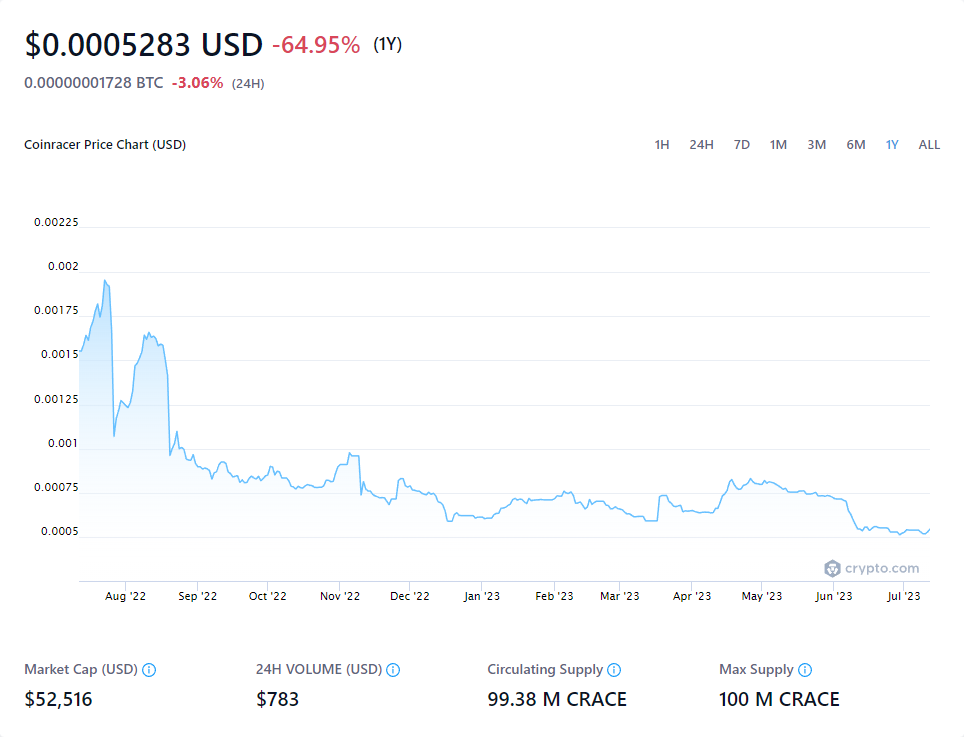 $0.0005283 USD -64.95% (1Y)
0.00000001728 BTC -3.06% (24H)
Coinracer Price Chart (USD)
1H 24H 7D 1M 3M 6M 1Y ALL
0.00225
0.002
0.00175
0.0015
0.00125
0.001
0.00075
0.0005
crypto.com
Aug '22 Sep '22 Oct '22 Nov '22 Dec '22 Jan '23 Feb '23 Mar '23 Apr '23 May '23 Jun '23 Jul '23
Market Cap (USD) 24H VOLUME (USD) Circulating Supply Max Supply
$52,516 $783 99.38 M CRACE 100 M CRACE